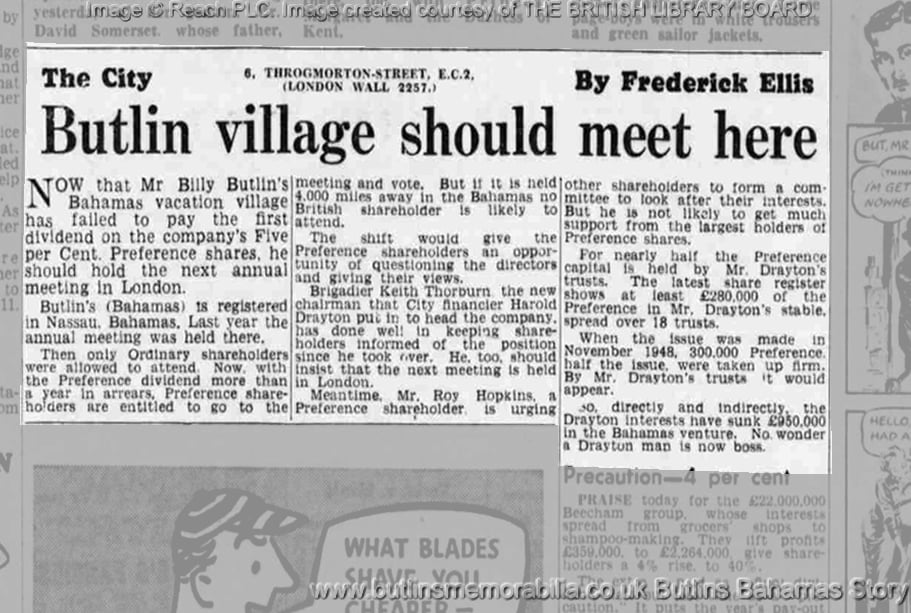 Image © Reach PLC. Image created courtesy of THE BRITISH LIBRARY BOARD.
David Somerset, whose father,
Kent,
page-boys were in white trousers
and green sailor jackets.
The City
6, THROGMORTON-STREET, E.C.2,
(LONDON WALL 2257.)
By Frederick Ellis
Butlin village should meet here
NOW that Mr Billy Butlin's
Bahamas vacation village
has failed to pay the first
dividend on the company's Five
per Cent. Preference shares, he
should hold the next annual
meeting in London.
Butlin's (Bahamas) is registered
in Nassau, Bahamas. Last year the
annual meeting was held there.
Then only Ordinary shareholders
were allowed to attend. Now, with
the Preference dividend more than
a year in arrears, Preference share-
holders are entitled to go to the
meeting and vote. But if it is held
4,000 miles away in the Bahamas no
British shareholder is likely to
attend.
The shift would give the
Preference shareholders an oppor-
tunity of questioning the directors
and giving their views.
Brigadier Keith Thorburn, the new
chairman that City financier Harold
Drayton put in to head the company,
has done well in keeping share-
holders informed of the position
since he took over. He, too, should
insist that the next meeting is held
in London.
Meantime, Mr. Roy Hopkins, a
Preference shareholder, is urging
other shareholders to form a com-
mittee to look after their interests.
But he is not likely to get much
support from the largest holders of
Preference shares.
For nearly half the Preference
capital is held by Mr. Drayton's
trusts. The latest share register
shows at least £280,000 of the
Preference in Mr. Drayton's stable,
spread over 18 trusts.
When the issue was made in
November 1948, 300,000 Preference,
half the issue, were taken up firm.
By Mr. Drayton's trusts it would
appear.
So, directly and indirectly, the
Drayton interests have sunk £950,000
in the Bahamas venture. No wonder
a Drayton man is now boss.
Precaution—4 per cent
PRAISE today for the £22,000,000
Beecham group, whose interests
spread from grocers' shops to
shampoo-making. They lift profits
£359,000, to £2,264,000, give share-
holders a 4% rise, to 40%.
caution." It puts the year's pay-out
WHAT BLADES
SHAVE YOU
CHEAPER —
BUT, MR
I'M GET
NOWHE
HELLO,
HAD A
www.butlinsmemorabilia.co.uk Butlins Bahamas Story